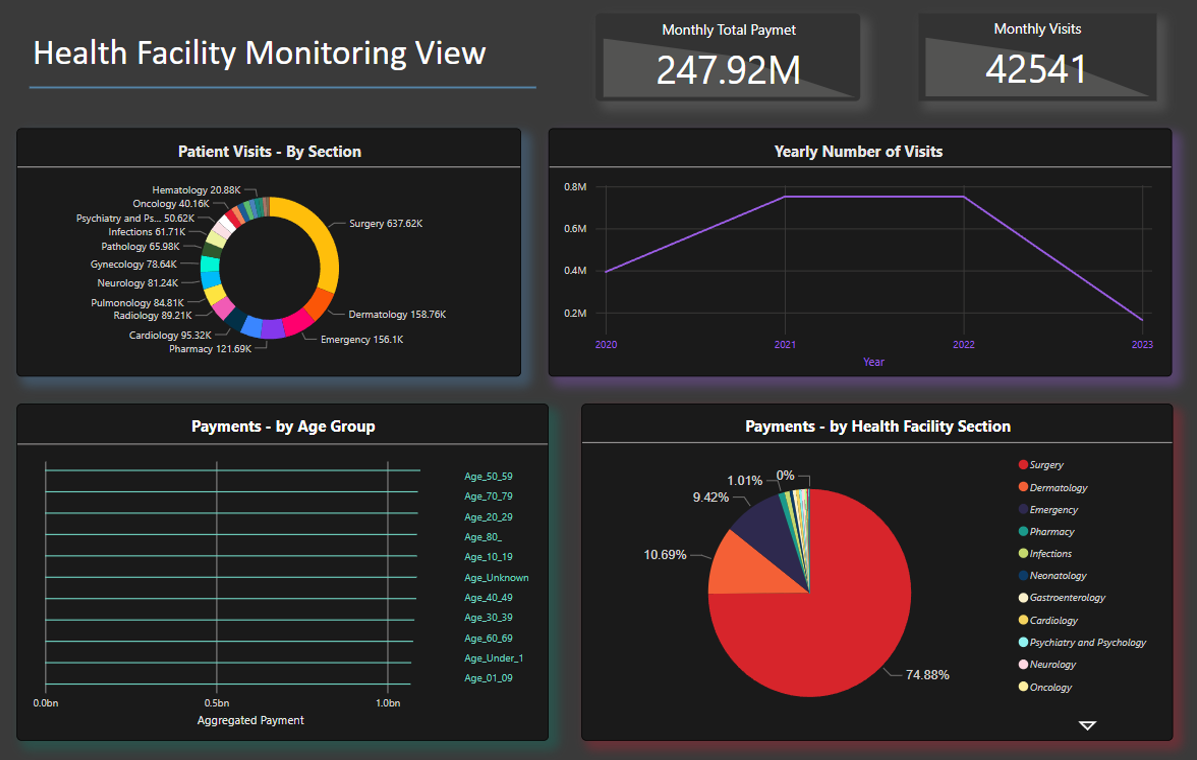 Health Facility Monitoring View
Monthly Total Paymet
247.92M
Monthly Visits
42541
Patient Visits - By Section
Hematology 20.88K
Oncology 40.16K
Psychiatry and Ps... 50.62K
Infections 61.71K
Pathology 65.98K
Gynecology 78.64K
Neurology 81.24K
Pulmonology 84.81K
Radiology 89.21K
Cardiology 95.32K
Pharmacy 121.69K
Surgery 637.62K
Dermatology 158.76K
Emergency 156.1K
Yearly Number of Visits
0.8M
0.6M
0.4M
0.2M
2020
2021
2022
2023
Year
Payments - by Age Group
Age_50_59
Age_70_79
Age_20_29
Age_80_
Age_10_19
Age_Unknown
Age_40_49
Age_30_39
Age_60_69
Age_Under_1
Age_01_09
0.0bn
0.5bn
1.0bn
Aggregated Payment
Payments - by Health Facility Section
0%
1.01%
9.42%
10.69%
74.88%
Surgery
Dermatology
Emergency
Pharmacy
Infections
Neonatology
Gastroenterology
Cardiology
Psychiatry and Psychology
Neurology
Oncology